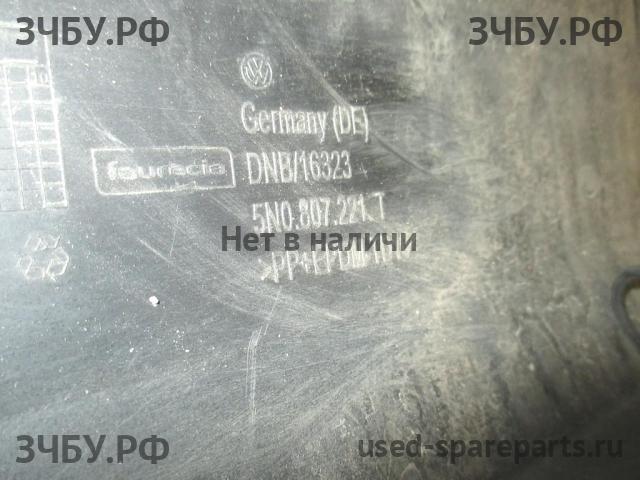 ЗЧБУ.РФ ЗЧБУ.РФ
Germany (DE)
faurecia DNB/16323
5N0.807.221.T
Нет в наличи
ЗЧБУ.РФ used-spareparts.ru